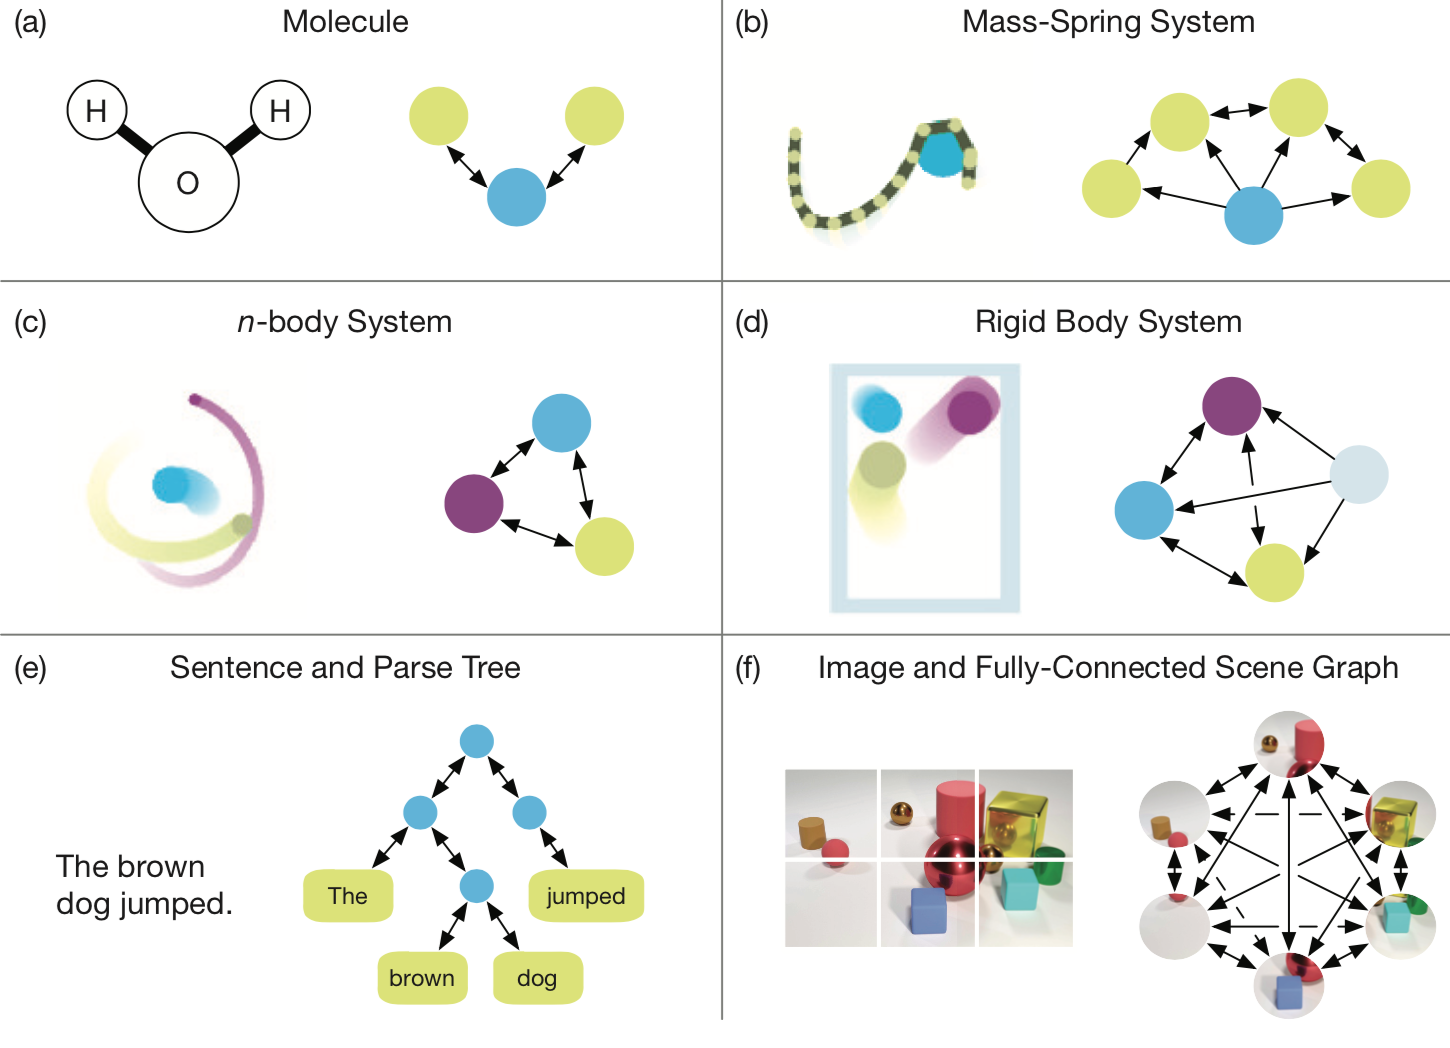 (a) Molecule
H H
O
(b) Mass-Spring System
(c) n-body System
(d) Rigid Body System
(e) Sentence and Parse Tree
The brown
dog jumped.
The
jumped
brown
dog
(f) Image and Fully-Connected Scene Graph